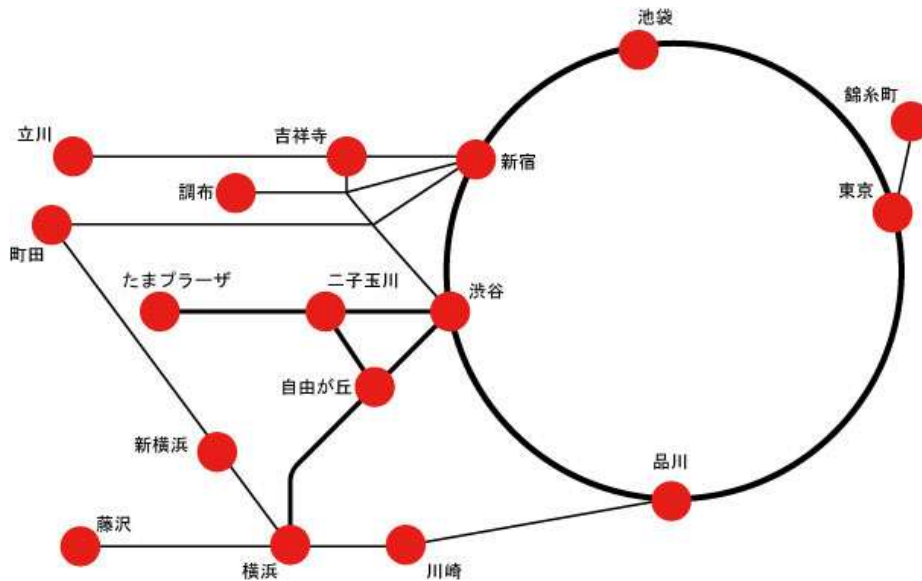 池袋
錦糸町
立川
吉祥寺
新宿
調布
東京
町田
たまプラーザ
二子玉川
渋谷
自由が丘
新横浜
品川
藤沢
横浜
川崎